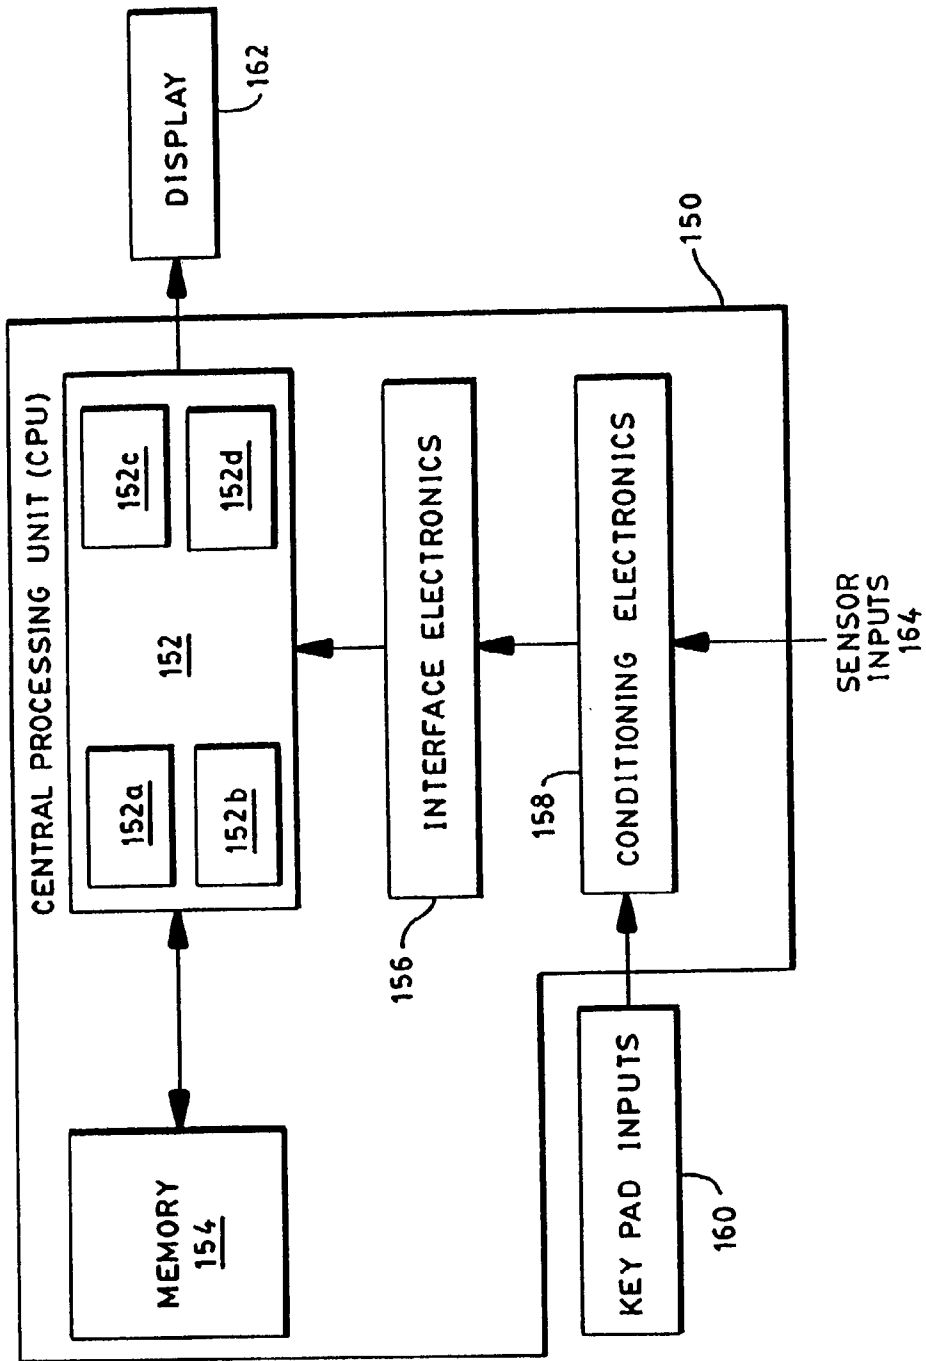 CENTRAL PROCESSING UNIT (CPU)
MEMORY
154
152a
152b
152
152c
152d
DISPLAY
162
INTERFACE ELECTRONICS
156
158
CONDITIONING ELECTRONICS
KEY PAD INPUTS
160
SENSOR
INPUTS
164
150